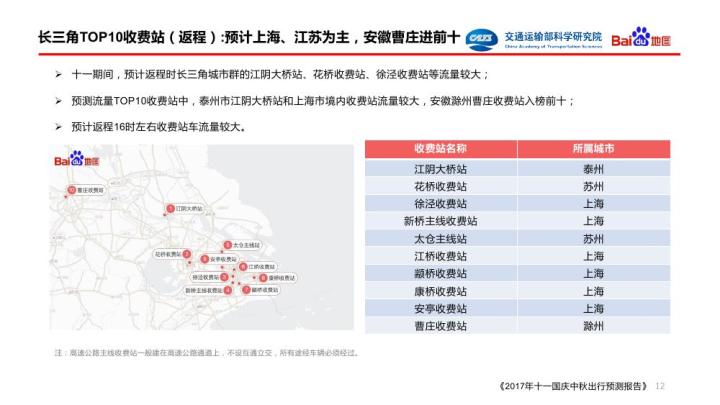 长三角TOP10收费站（返程）:预计上海、江苏为主，安徽曹庄进前十
交通运输部科学研究院
China Academy of Transportation Sciences
Bai du 地图
➢ 十一期间，预计返程时长三角城市群的江阴大桥站、花桥收费站、徐泾收费站等流量较大；
➢ 预测流量TOP10收费站中，泰州市江阴大桥站和上海市境内收费站流量较大，安徽滁州曹庄收费站入榜前十；
➢ 预计返程16时左右收费站车流量较大。
Bai du 地图
10 曹庄收费站
1 江阴大桥站
5 太仓主线站
花桥收费站 2
9 安亭收费站
6 江桥收费站
徐泾收费站 3
8 康桥收费站
新桥主线收费站 4
7 颛桥收费站
收费站名称 所属城市
江阴大桥站 泰州
花桥收费站 苏州
徐泾收费站 上海
新桥主线收费站 上海
太仓主线站 苏州
江桥收费站 上海
颛桥收费站 上海
康桥收费站 上海
安亭收费站 上海
曹庄收费站 滁州
注：高速公路主线收费站一般建在高速公路通道上，不设互通立交，所有途经车辆必须经过。
《2017年十一国庆中秋出行预测报告》 12